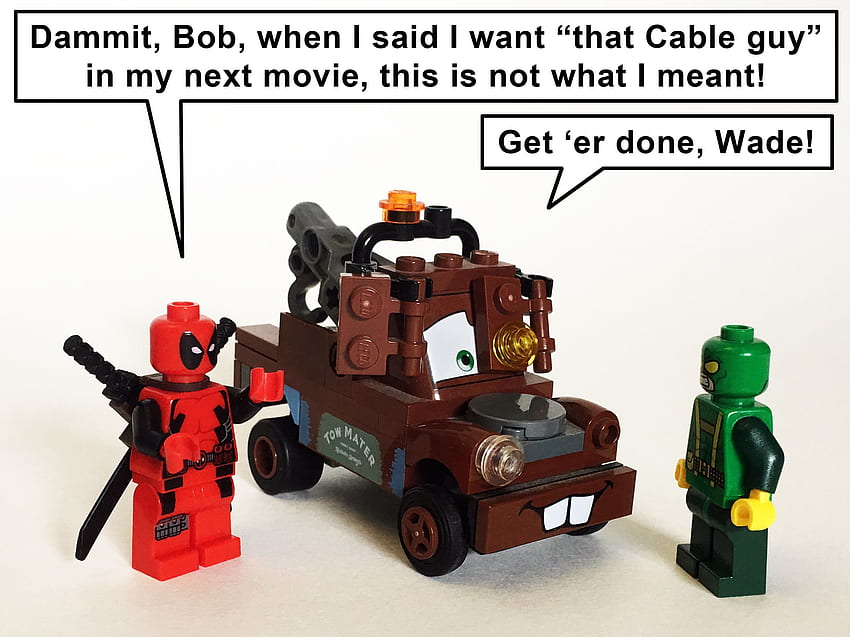 Dammit, Bob, when I said I want “that Cable guy”
in my next movie, this is not what I meant!
Get ‘er done, Wade!
TOW MATER